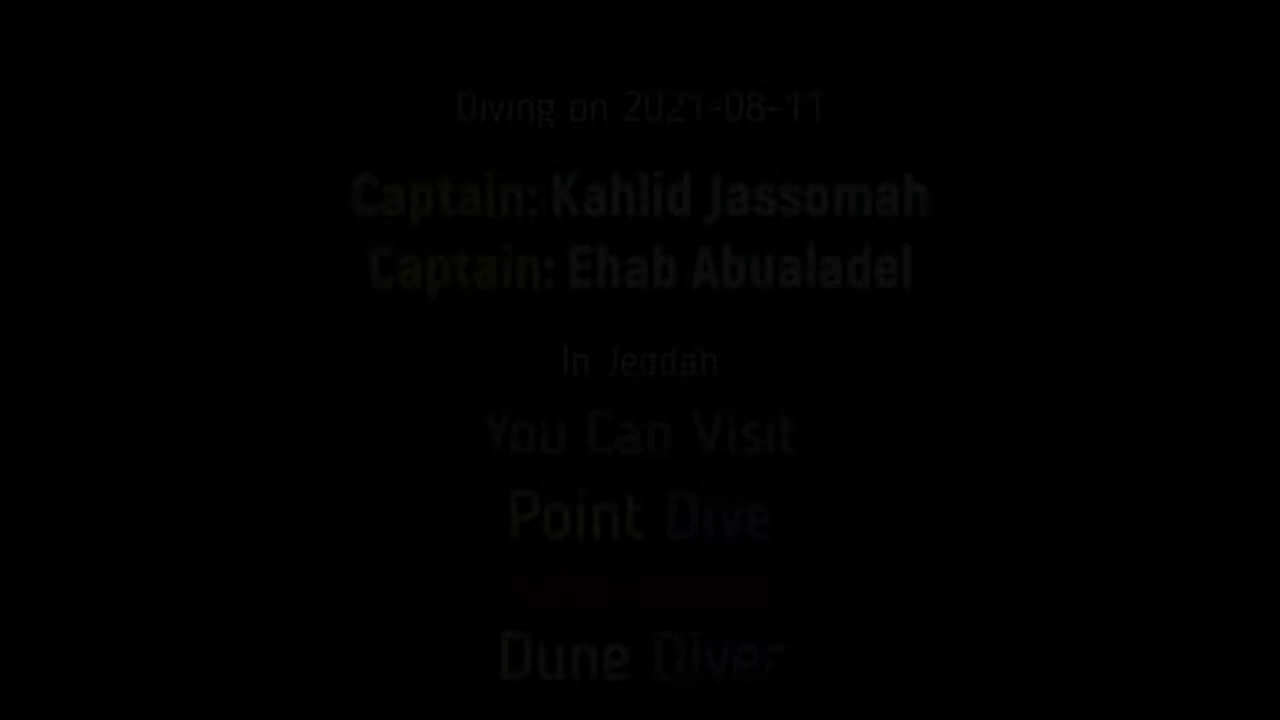 Diving on 2021-08-11
Captain: Kahlid Jassomah
Captain: Ehab Abualadel
In Jeddah
You Can Visit
Point Dive
Dune Diver